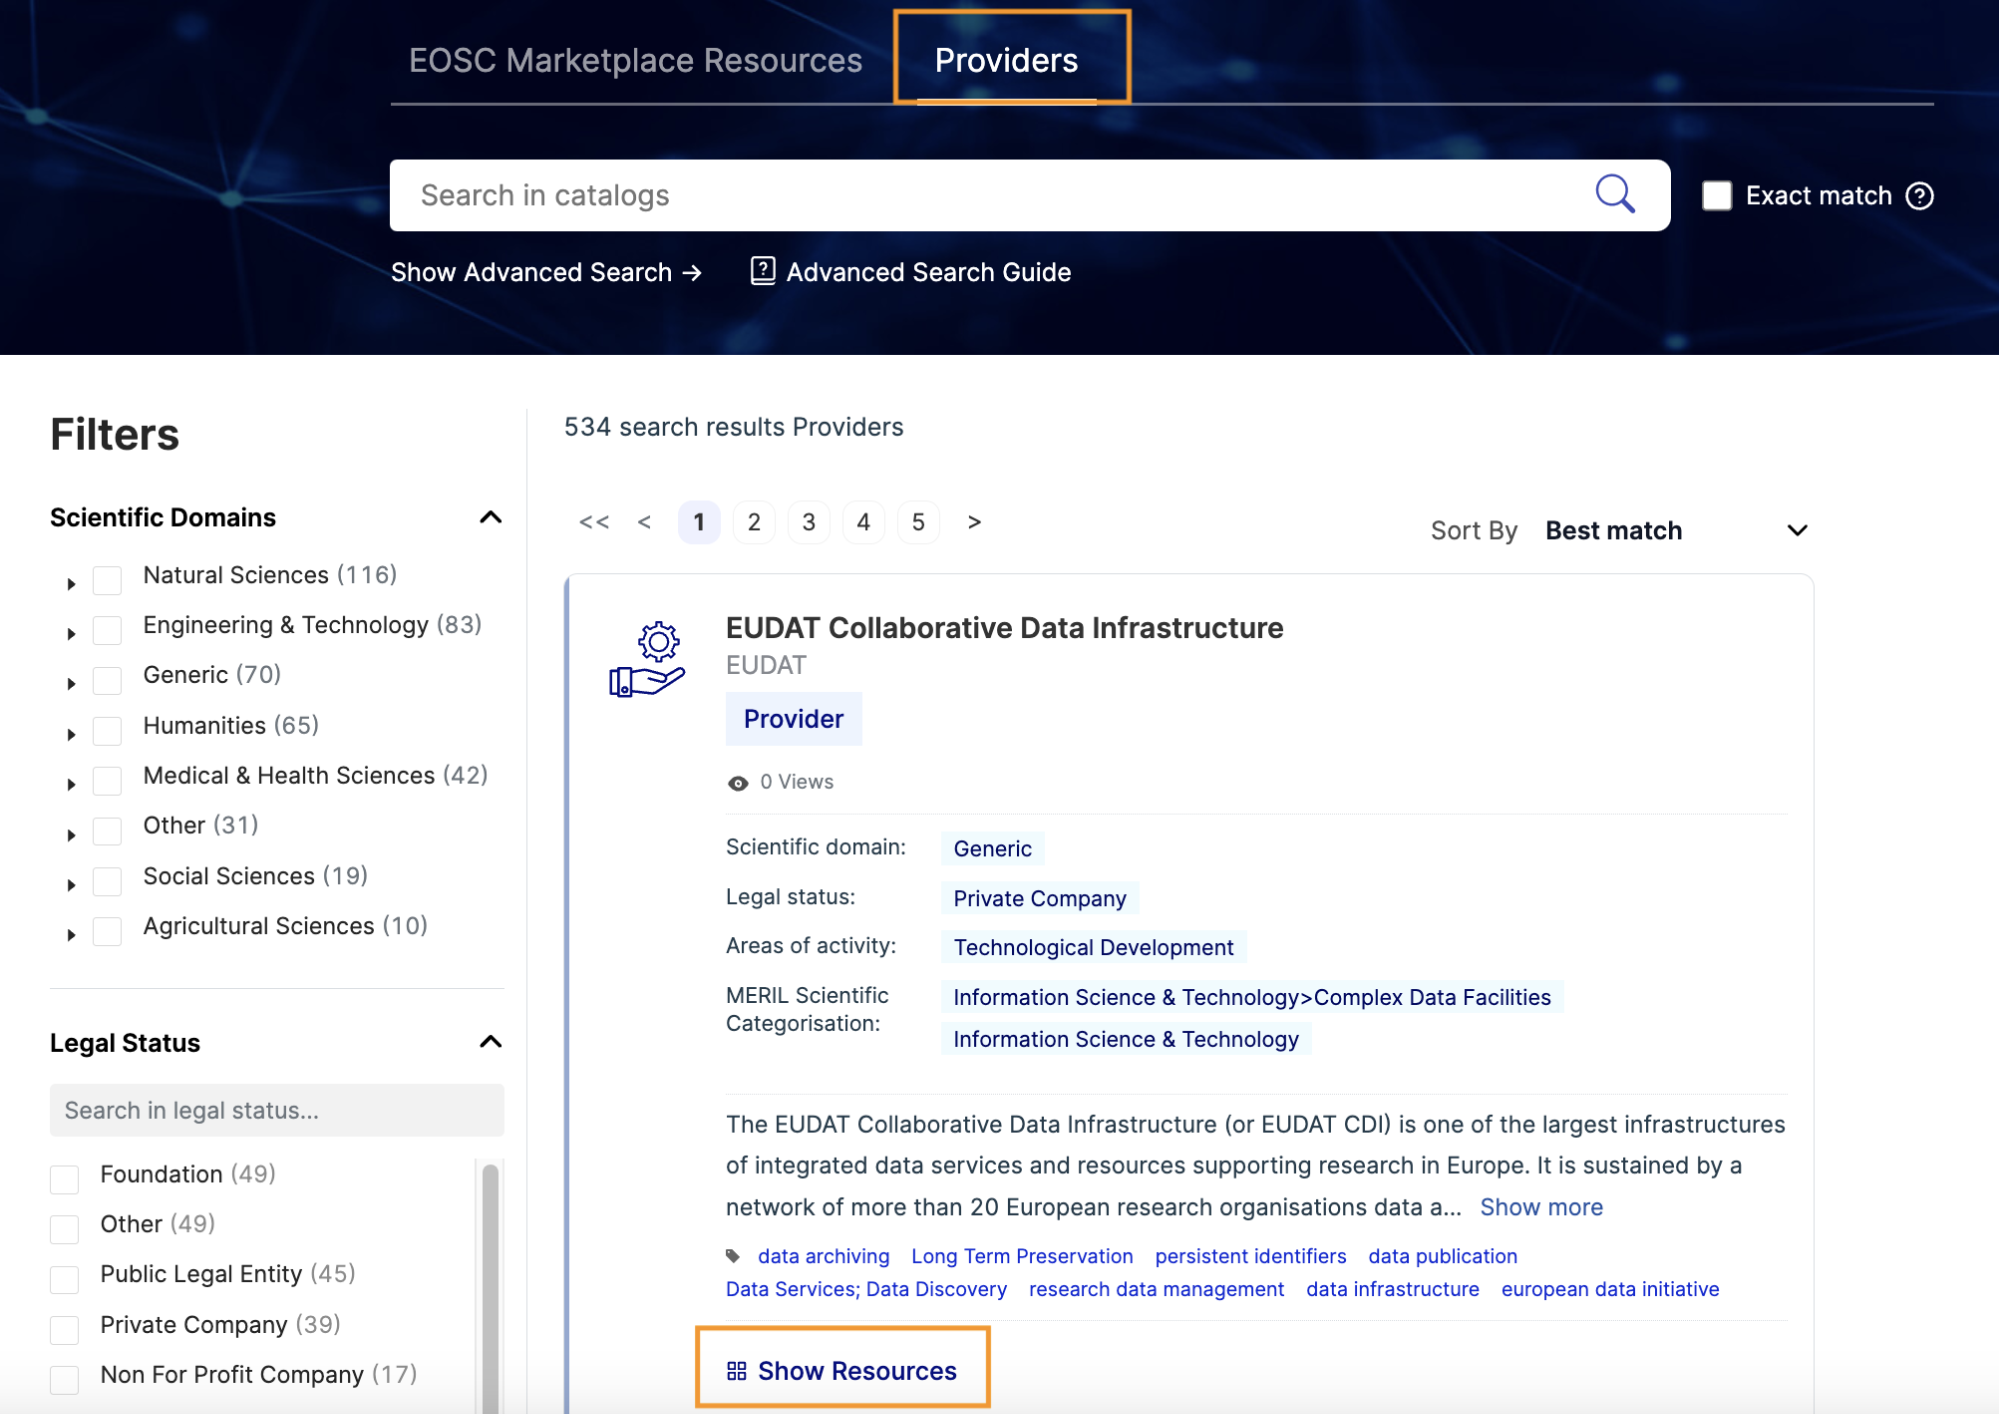 EOSC Marketplace Resources
Providers
Search in catalogs
Exact match ?
Show Advanced Search →
Advanced Search Guide
Filters
Scientific Domains
Natural Sciences (116)
Engineering & Technology (83)
Generic (70)
Humanities (65)
Medical & Health Sciences (42)
Other (31)
Social Sciences (19)
Agricultural Sciences (10)
Legal Status
Search in legal status...
Foundation (49)
Other (49)
Public Legal Entity (45)
Private Company (39)
Non For Profit Company (17)
534 search results Providers
<< < 1 2 3 4 5 >
Sort By Best match
EUDAT Collaborative Data Infrastructure
EUDAT
Provider
0 Views
Scientific domain: Generic
Legal status: Private Company
Areas of activity: Technological Development
MERIL Scientific
Categorisation:
Information Science & Technology>Complex Data Facilities
Information Science & Technology
The EUDAT Collaborative Data Infrastructure (or EUDAT CDI) is one of the largest infrastructures
of integrated data services and resources supporting research in Europe. It is sustained by a
network of more than 20 European research organisations data a... Show more
data archiving Long Term Preservation persistent identifiers data publication
Data Services; Data Discovery research data management data infrastructure european data initiative
Show Resources